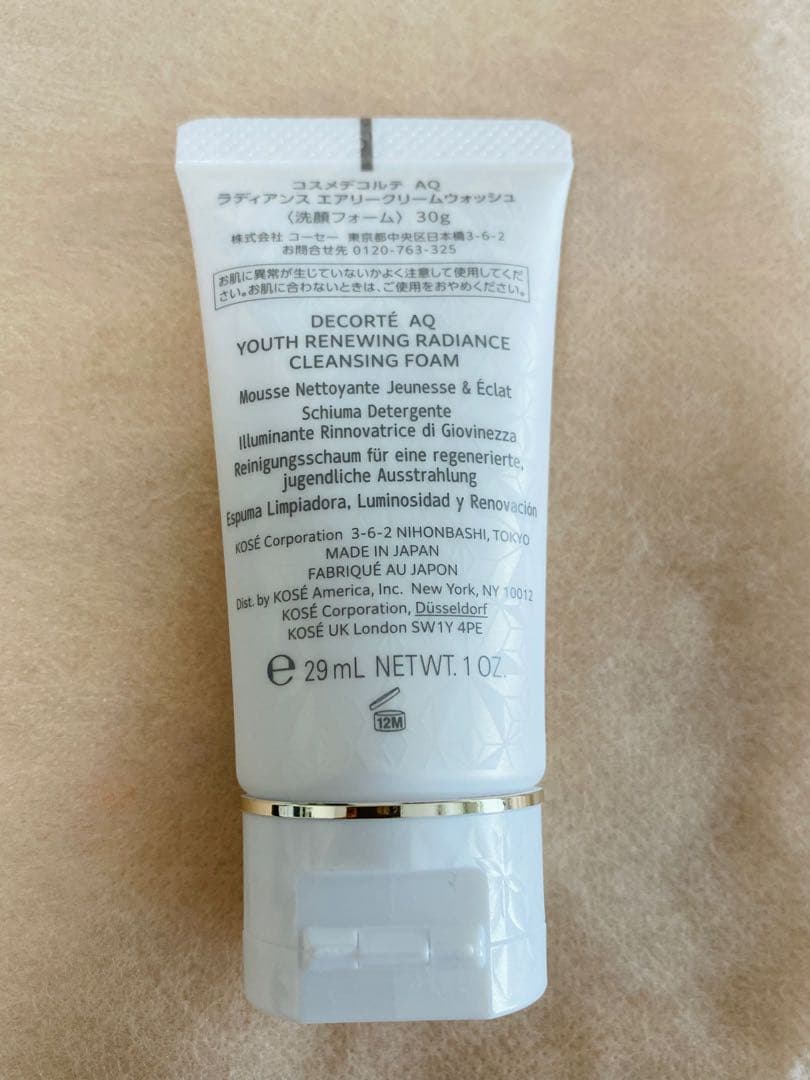 コスメデコルテ AQ
ラディアンス エアリークリームウォッシュ
〈洗顔フォーム〉 30g
株式会社 コーセー 東京都中央区日本橋3-6-2
お問合せ先 0120-763-325
お肌に異常が生じていないかよく注意して使用してくだ
さい。お肌に合わないときは、ご使用をおやめください。
DECORTÉ AQ
YOUTH RENEWING RADIANCE
CLEANSING FOAM
Mousse Nettoyante Jeunesse & Éclat
Schiuma Detergente
Illuminante Rinnovatrice di Giovinezza
Reinigungsschaum für eine regenerierte,
jugendliche Ausstrahlung
Espuma Limpiadora, Luminosidad y Renovación
KOSÉ Corporation 3-6-2 NIHONBASHI, TOKYO
MADE IN JAPAN
FABRIQUÉ AU JAPON
Dist. by KOSÉ America, Inc. New York, NY 10012
KOSÉ Corporation, Düsseldorf
KOSÉ UK London SW1Y 4PE
℮ 29mL NETWT. 1 OZ.
12M